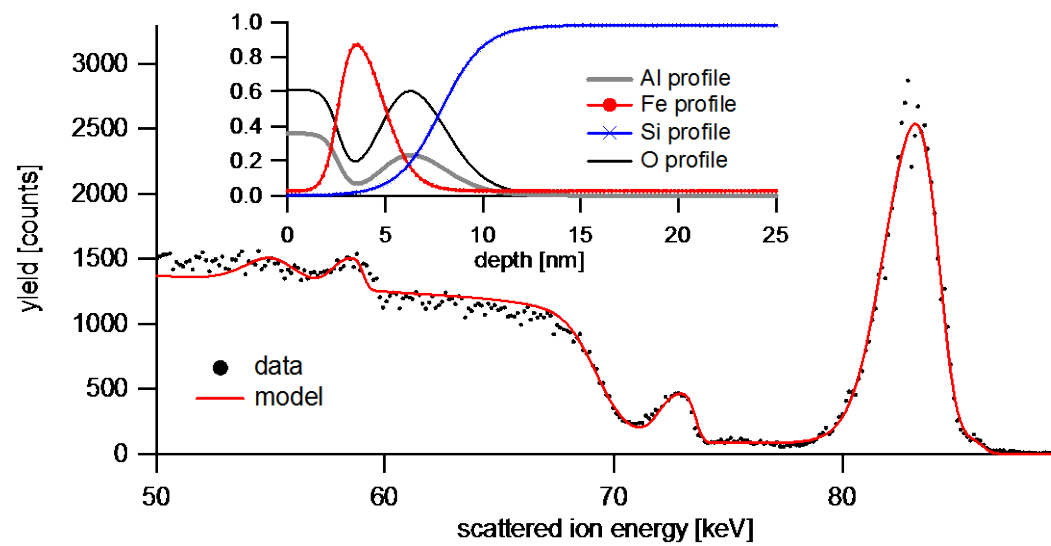 1.0
0.8
0.6
0.4
0.2
0.0
0 5 10 15 20 25
depth [nm]
Al profile
Fe profile
Si profile
O profile
3000
2500
2000
1500
1000
500
0
yield [counts]
data
model
50 60 70 80
scattered ion energy [keV]